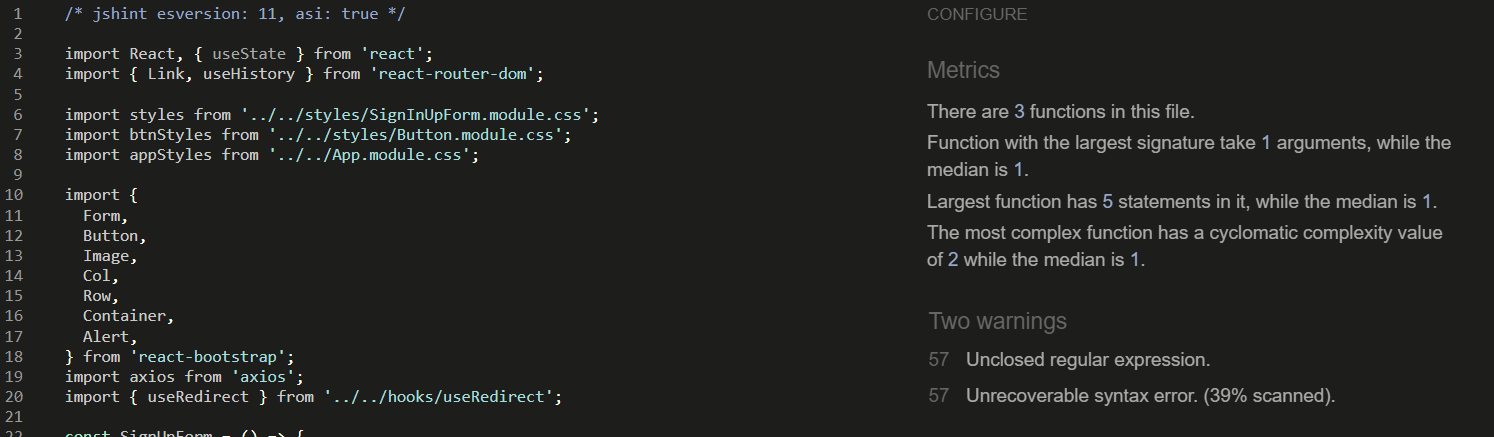 1 /* jshint esversion: 11, asi: true */
2
3 import React, { useState } from 'react';
4 import { Link, useHistory } from 'react-router-dom';
5
6 import styles from '../../styles/SignInUpForm.module.css';
7 import btnStyles from '../../styles/Button.module.css';
8 import appStyles from '../../App.module.css';
9
10 import {
11 Form,
12 Button,
13 Image,
14 Col,
15 Row,
16 Container,
17 Alert,
18 } from 'react-bootstrap';
19 import axios from 'axios';
20 import { useRedirect } from '../../hooks/useRedirect';
21
22 const SignUpForm = () => {
CONFIGURE
Metrics
There are 3 functions in this file.
Function with the largest signature take 1 arguments, while the
median is 1.
Largest function has 5 statements in it, while the median is 1.
The most complex function has a cyclomatic complexity value
of 2 while the median is 1.
Two warnings
57 Unclosed regular expression.
57 Unrecoverable syntax error. (39% scanned).